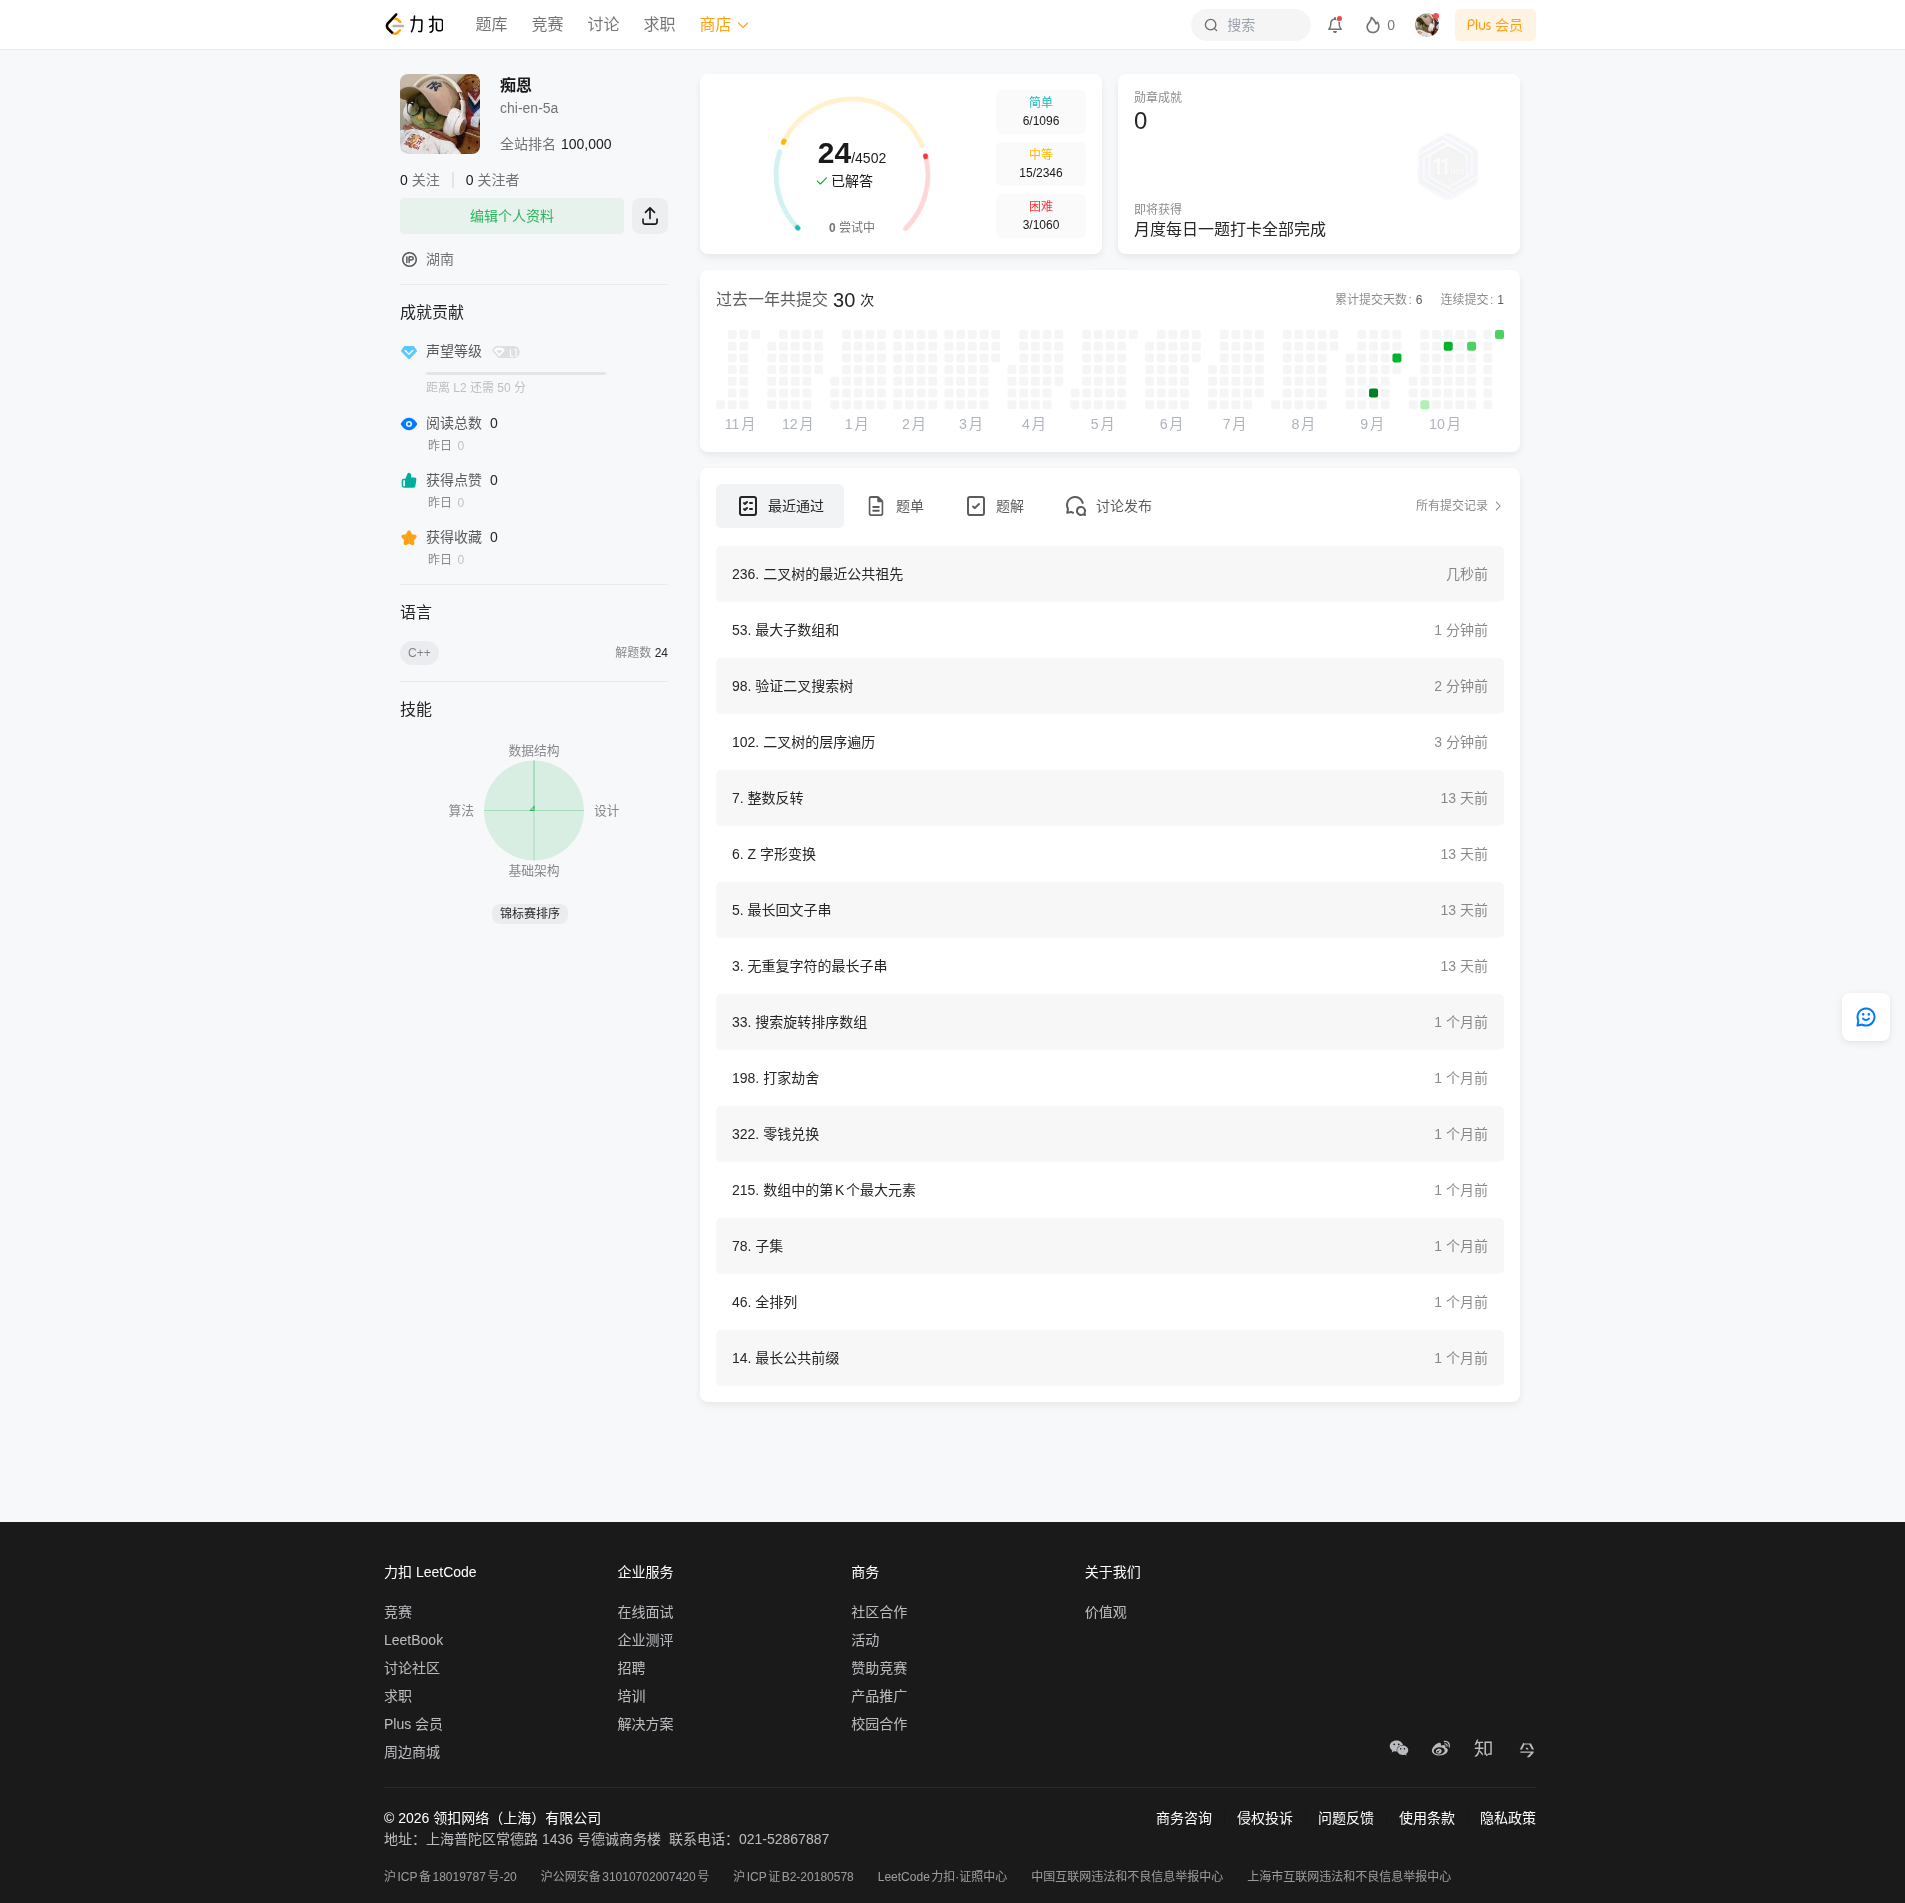 力扣 题库 竞赛 讨论 求职 商店 搜索 0 Plus 会员
痴恩
chi-en-5a
全站排名 100,000
0 关注 0 关注者
编辑个人资料
湖南
成就贡献
声望等级
距离 L2 还需 50 分
阅读总数 0
昨日 0
获得点赞 0
昨日 0
获得收藏 0
昨日 0
语言
C++ 解题数 24
技能
数据结构
算法 设计
基础架构
锦标赛排序
24/4502
已解答
0 尝试中
简单
6/1096
中等
15/2346
困难
3/1060
勋章成就
0
即将获得
月度每日一题打卡全部完成
过去一年共提交 30 次 累计提交天数: 6 连续提交: 1
11月 12月 1月 2月 3月 4月 5月 6月 7月 8月 9月 10月
最近通过 题单 题解 讨论发布 所有提交记录
236. 二叉树的最近公共祖先 几秒前
53. 最大子数组和 1 分钟前
98. 验证二叉搜索树 2 分钟前
102. 二叉树的层序遍历 3 分钟前
7. 整数反转 13 天前
6. Z 字形变换 13 天前
5. 最长回文子串 13 天前
3. 无重复字符的最长子串 13 天前
33. 搜索旋转排序数组 1 个月前
198. 打家劫舍 1 个月前
322. 零钱兑换 1 个月前
215. 数组中的第K个最大元素 1 个月前
78. 子集 1 个月前
46. 全排列 1 个月前
14. 最长公共前缀 1 个月前
力扣 LeetCode 企业服务 商务 关于我们
竞赛 在线面试 社区合作 价值观
LeetBook 企业测评 活动
讨论社区 招聘 赞助竞赛
求职 培训 产品推广
Plus 会员 解决方案 校园合作
周边商城
知
© 2026 领扣网络（上海）有限公司 商务咨询 侵权投诉 问题反馈 使用条款 隐私政策
地址：上海普陀区常德路 1436 号德诚商务楼 联系电话：021-52867887
沪ICP备18019787号-20 沪公网安备31010702007420号 沪ICP证B2-20180578 LeetCode力扣·证照中心 中国互联网违法和不良信息举报中心 上海市互联网违法和不良信息举报中心